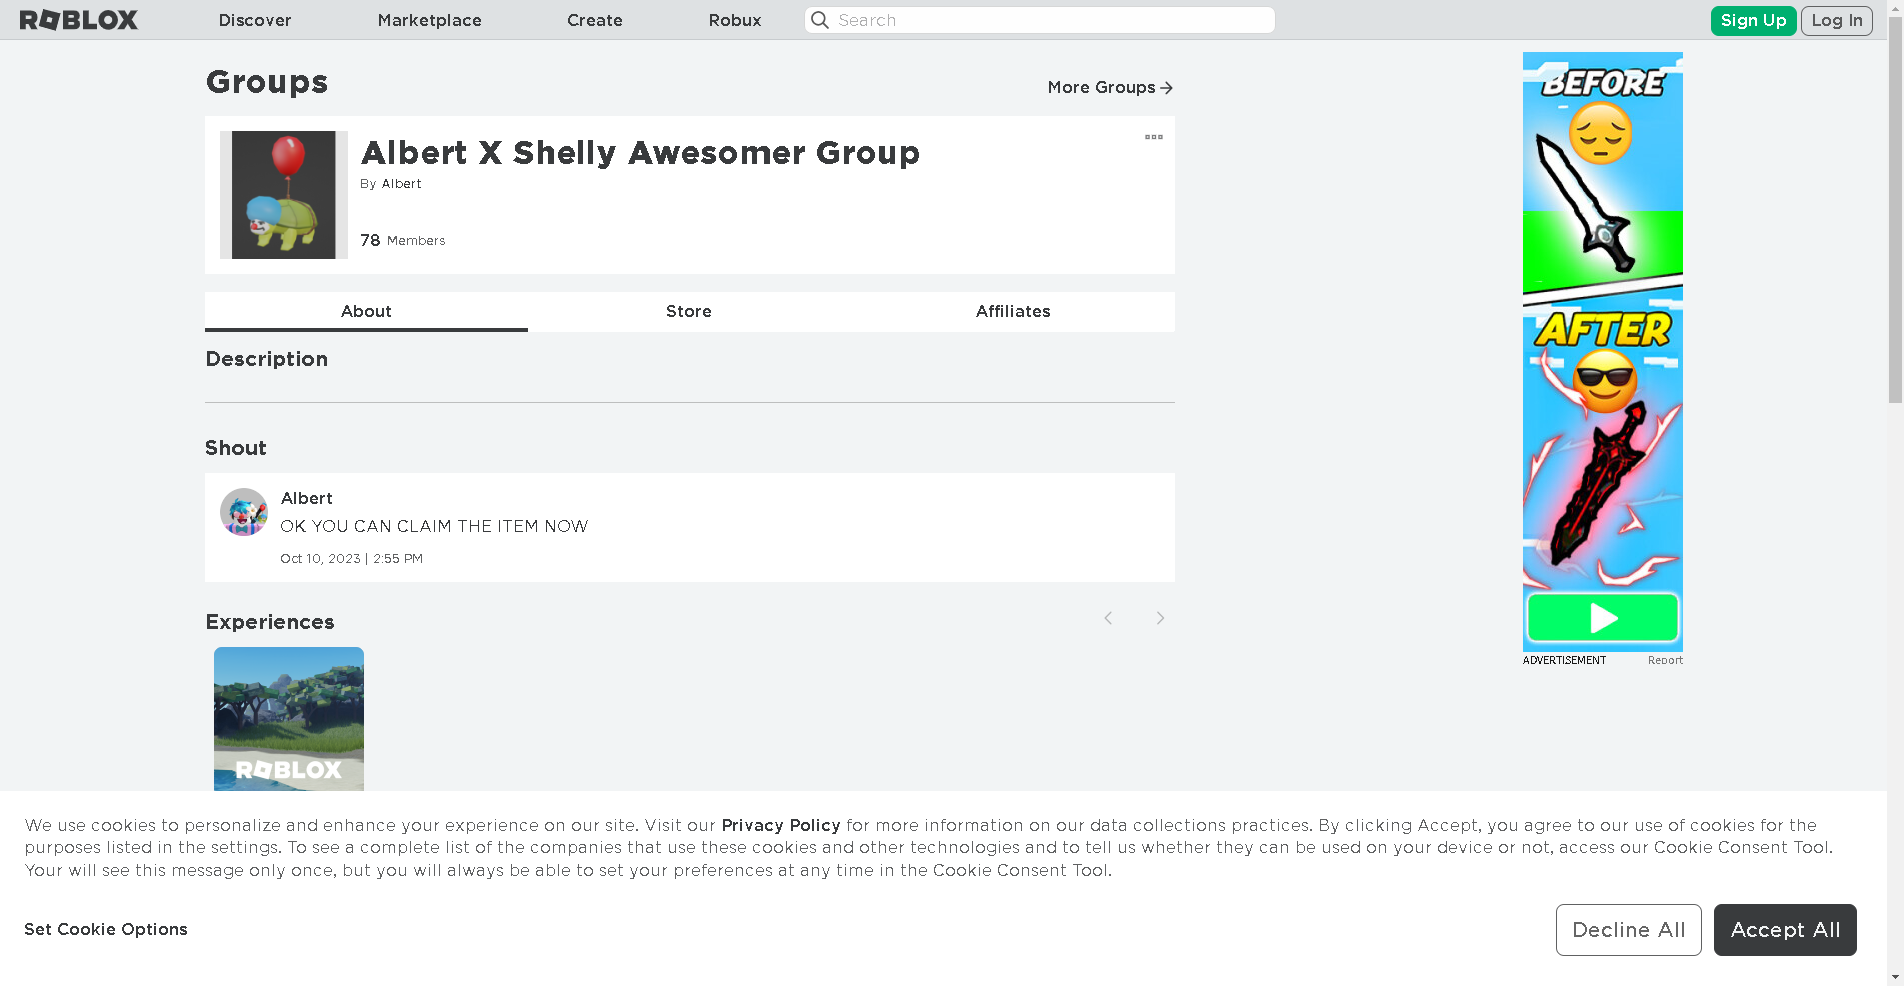 ROBLOX
Discover
Marketplace
Create
Robux
Search
Sign Up
Log In
Groups
More Groups
Albert X Shelly Awesomer Group
By Albert
78 Members
About
Store
Affiliates
Description
Shout
Albert
OK YOU CAN CLAIM THE ITEM NOW
Oct 10, 2023 | 2:55 PM
Experiences
ROBLOX
BEFORE
AFTER
ADVERTISEMENT
Report
We use cookies to personalize and enhance your experience on our site. Visit our Privacy Policy for more information on our data collections practices. By clicking Accept, you agree to our use of cookies for the
purposes listed in the settings. To see a complete list of the companies that use these cookies and other technologies and to tell us whether they can be used on your device or not, access our Cookie Consent Tool.
Your will see this message only once, but you will always be able to set your preferences at any time in the Cookie Consent Tool.
Set Cookie Options
Decline All
Accept All